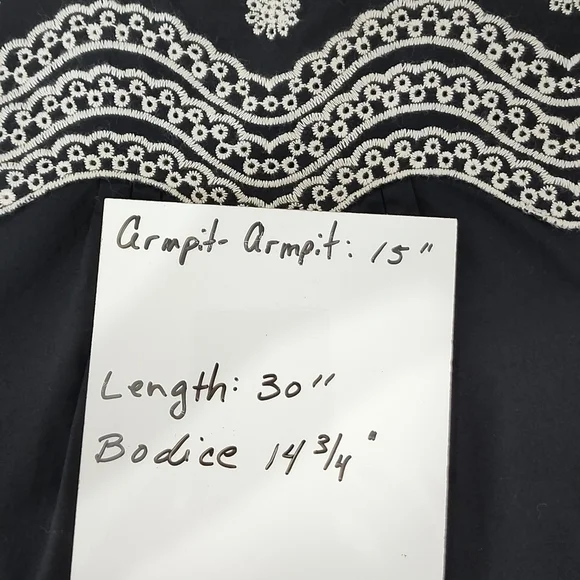 Armpit- Armpit: 15"
Length: 30"
Bodice 14 3/4"